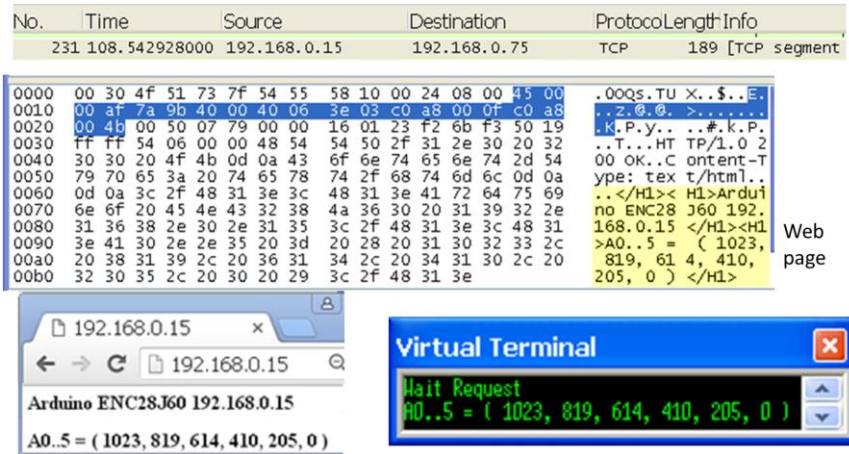 No. Time Source Destination ProtocoLength Info
231 108.542928000 192.168.0.15 192.168.0.75 TCP 189 [TCP segment
0000 00 30 4f 51 73 7f 54 55 58 10 00 24 08 00 45 00 .0OQs.TU X..$..E.
0010 00 af 7a 9b 40 00 40 06 3e 03 c0 a8 00 0f c0 a8 ..z.@.@. >.......
0020 00 4b 00 50 07 79 00 00 16 01 23 f2 6b f3 50 19 .K.P.y.. ..#.k.P.
0030 ff ff 54 06 00 00 48 54 54 50 2f 31 2e 30 20 32 ..T...HT TP/1.0 2
0040 30 30 20 4f 4b 0d 0a 43 6f 6e 74 65 6e 74 2d 54 00 OK..C ontent-T
0050 79 70 65 3a 20 74 65 78 74 2f 68 74 6d 6c 0d 0a ype: tex t/html..
0060 0d 0a 3c 2f 48 31 3e 3c 48 31 3e 41 72 64 75 69 ..</H1>< H1>Ardui
0070 6e 6f 20 45 4e 43 32 38 4a 36 30 20 31 39 32 2e no ENC28 J60 192.
0080 31 36 38 2e 30 2e 31 35 3c 2f 48 31 3e 3c 48 31 168.0.15 </H1><H1
0090 3e 41 30 2e 2e 35 20 3d 20 28 20 31 30 32 33 2c >A0..5 = ( 1023,
00a0 20 38 31 39 2c 20 36 31 34 2c 20 34 31 30 2c 20 819, 61 4, 410,
00b0 32 30 35 2c 20 30 20 29 3c 2f 48 31 3e 205, 0 ) </H1>
Web
page
192.168.0.15
192.168.0.15
Arduino ENC28J60 192.168.0.15
A0..5 = ( 1023, 819, 614, 410, 205, 0 )
Virtual Terminal
Wait Request
A0..5 = ( 1023, 819, 614, 410, 205, 0 )